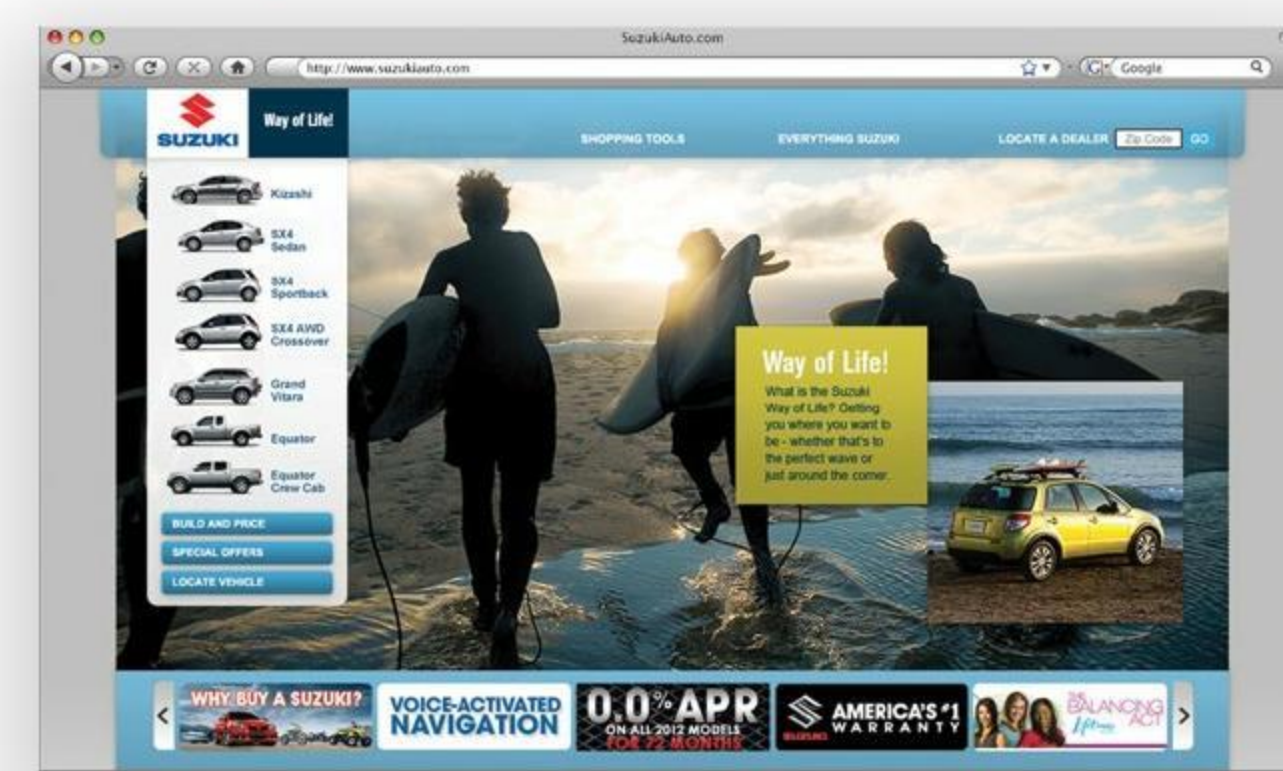 SuzukiAuto.com
http://www.suzukiauto.com
Google
SUZUKI
Way of Life!
SHOPPING TOOLS
EVERYTHING SUZUKI
LOCATE A DEALER
Zip Code
GO
Kizashi
SX4
Sedan
SX4
Sportback
SX4 AWD
Crossover
Grand
Vitara
Equator
Equator
Crew Cab
BUILD AND PRICE
SPECIAL OFFERS
LOCATE VEHICLE
Way of Life!
What is the Suzuki
Way of Life? Getting
you where you want to
be - whether that's to
the perfect wave or
just around the corner.
WHY BUY A SUZUKI?
VOICE-ACTIVATED
NAVIGATION
0.0% APR
ON ALL 2012 MODELS
FOR 72 MONTHS
SUZUKI
AMERICA'S #1
WARRANTY
THE
BALANCING
ACT
Lifetime